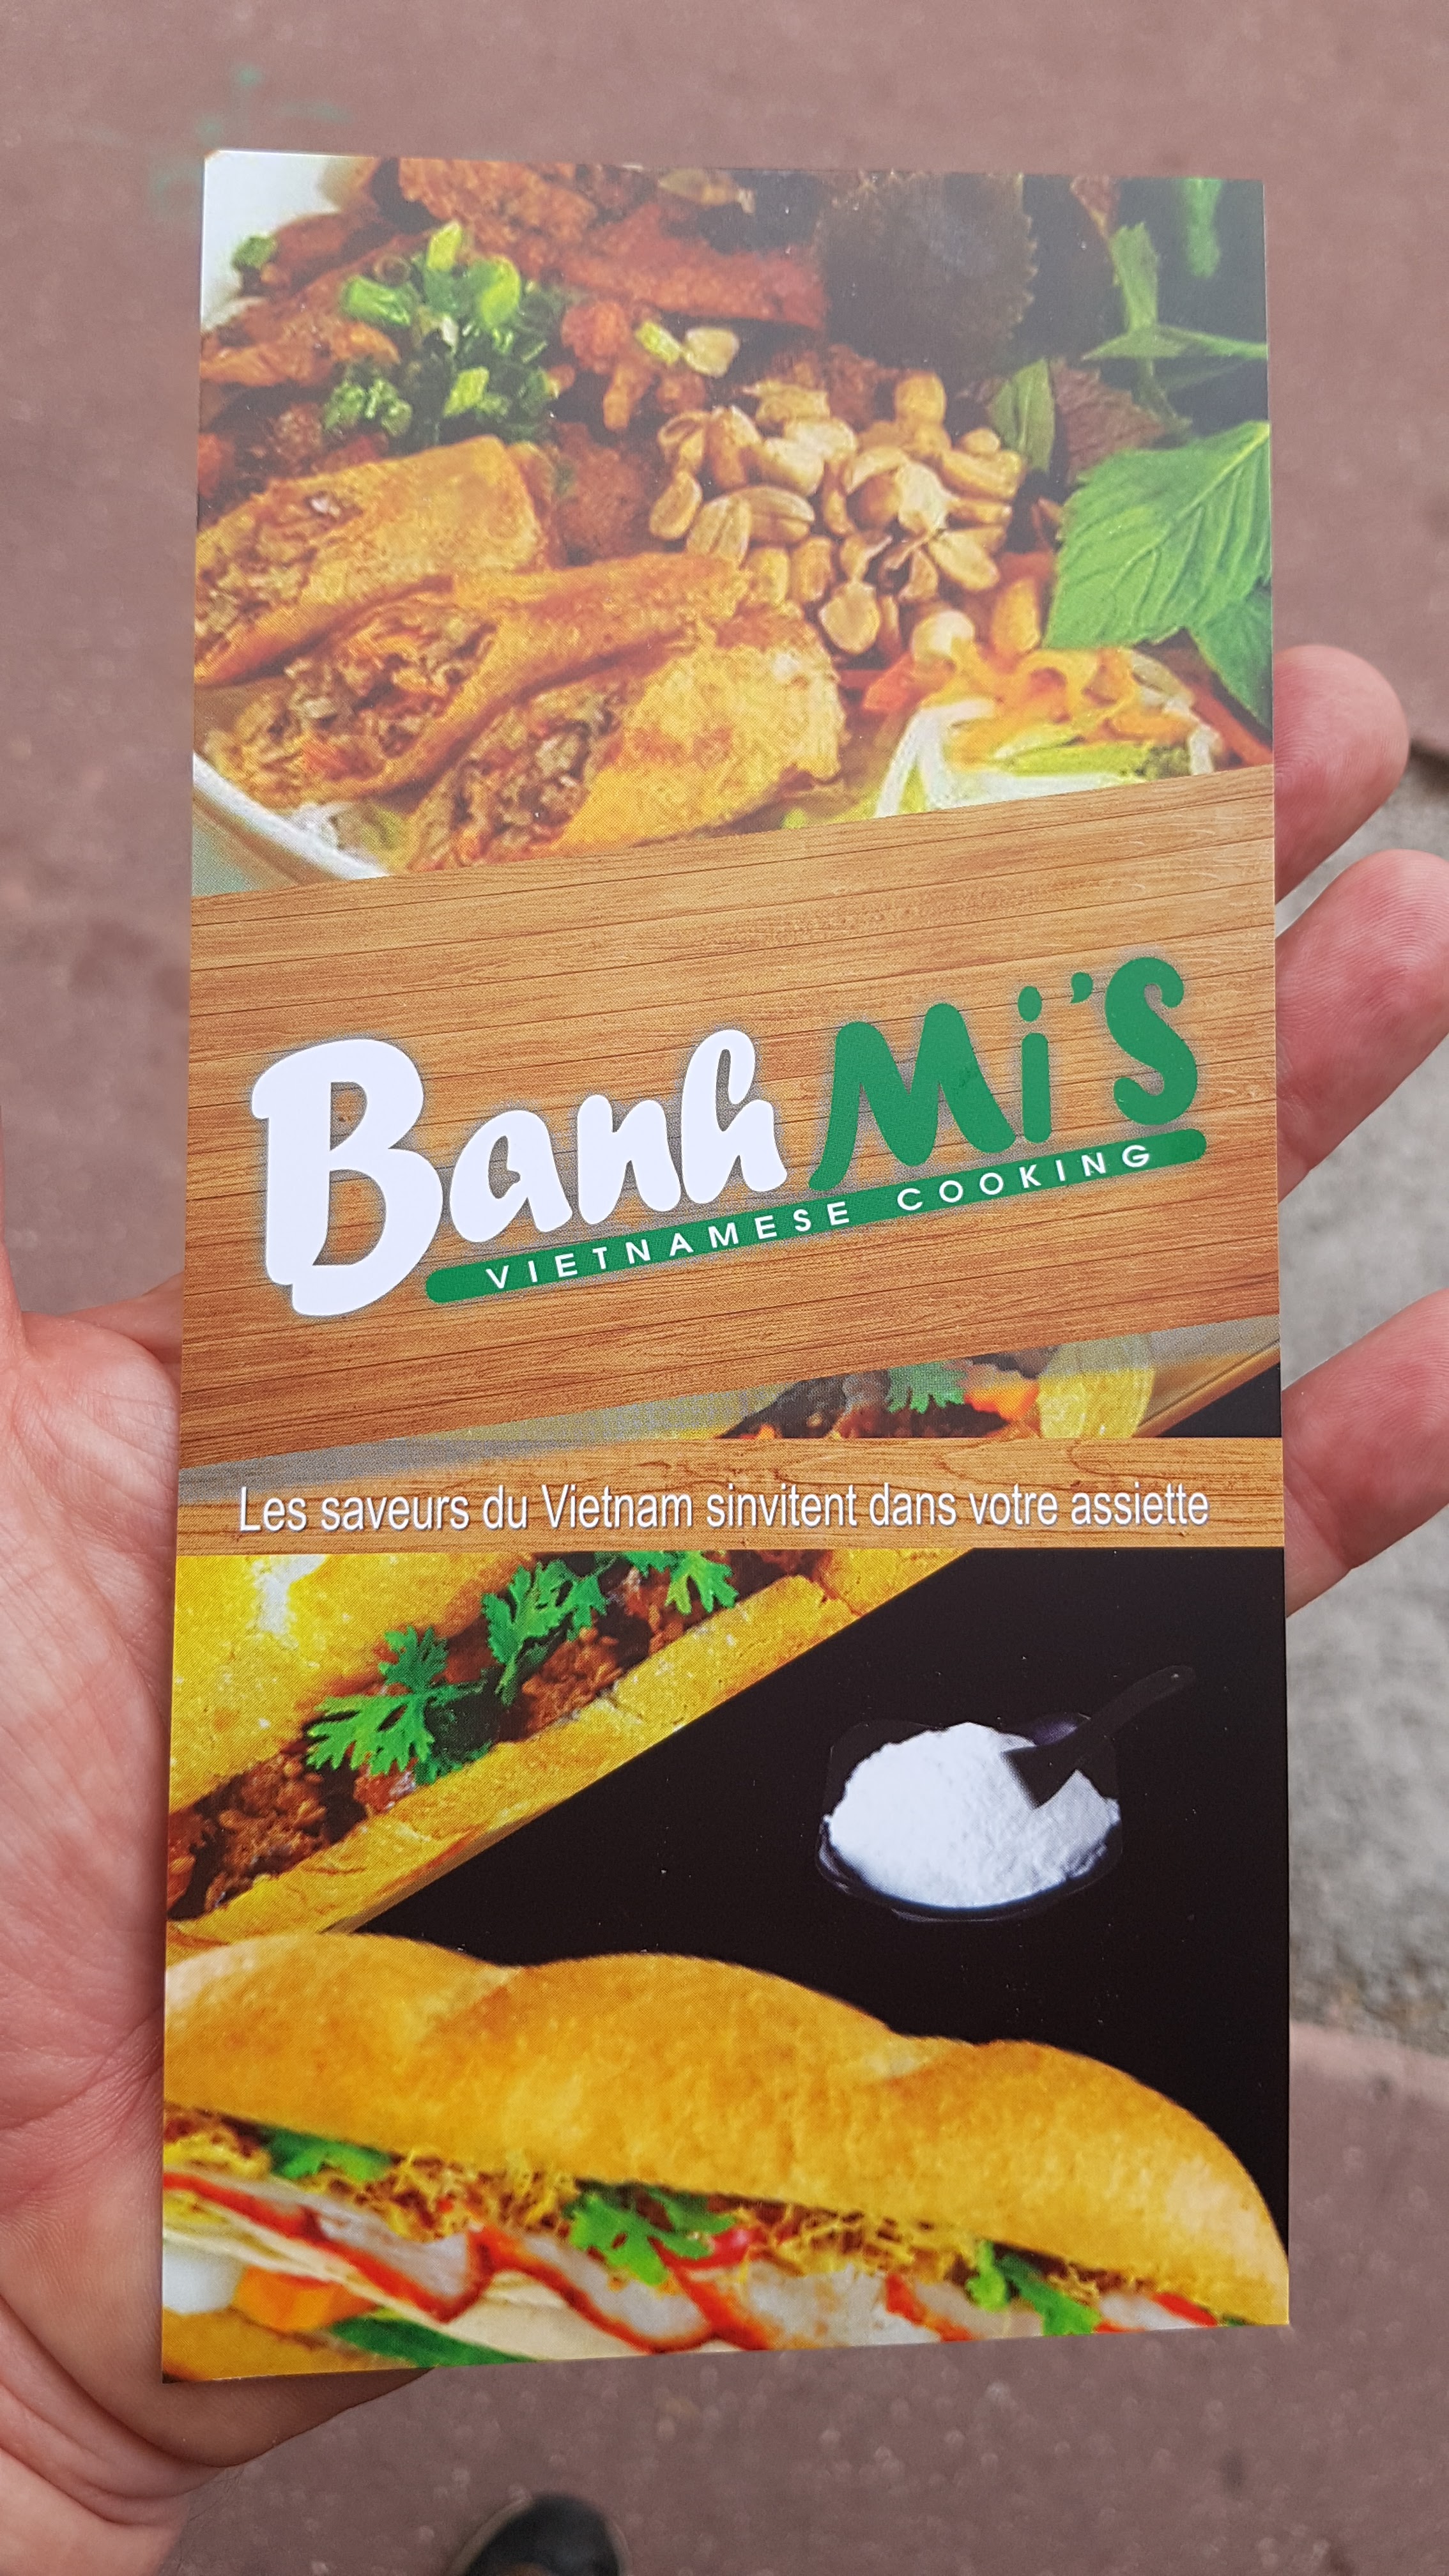 Banh Mi'S
VIETNAMESE COOKING
Les saveurs du Vietnam sinvitent dans votre assiette